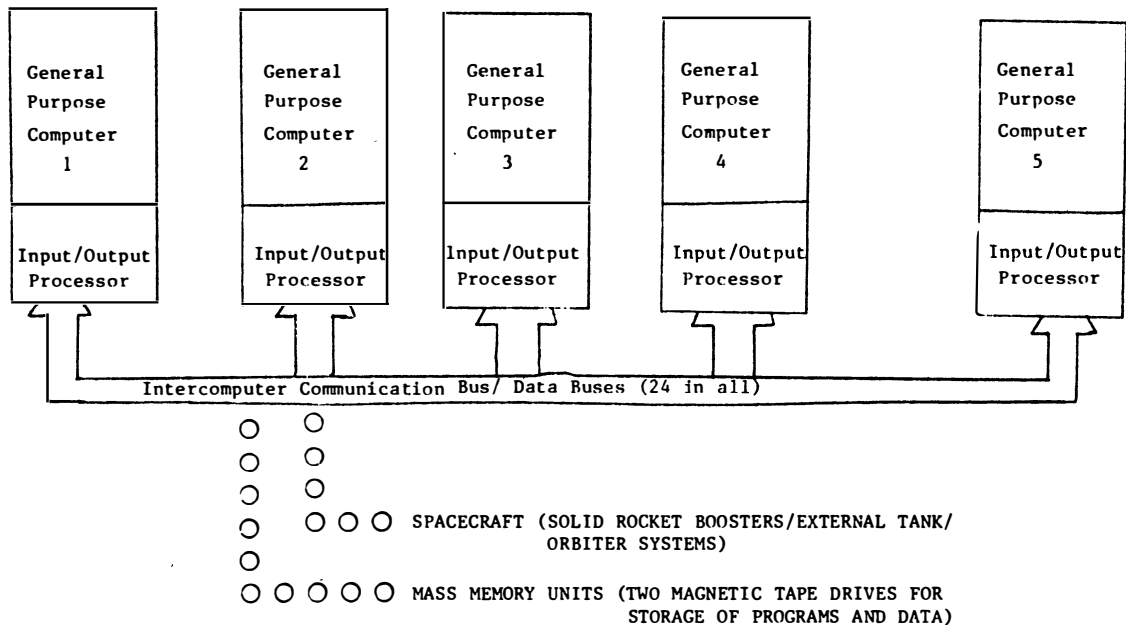 General
Purpose
Computer
1
Input/Output
Processor
General
Purpose
Computer
2
Input/Output
Processor
General
Purpose
Computer
3
Input/Output
Processor
General
Purpose
Computer
4
Input/Output
Processor
General
Purpose
Computer
5
Input/Output
Processor
Intercomputer Communication Bus/ Data Buses (24 in all)
SPACECRAFT (SOLID ROCKET BOOSTERS/EXTERNAL TANK/
ORBITER SYSTEMS)
MASS MEMORY UNITS (TWO MAGNETIC TAPE DRIVES FOR
STORAGE OF PROGRAMS AND DATA)